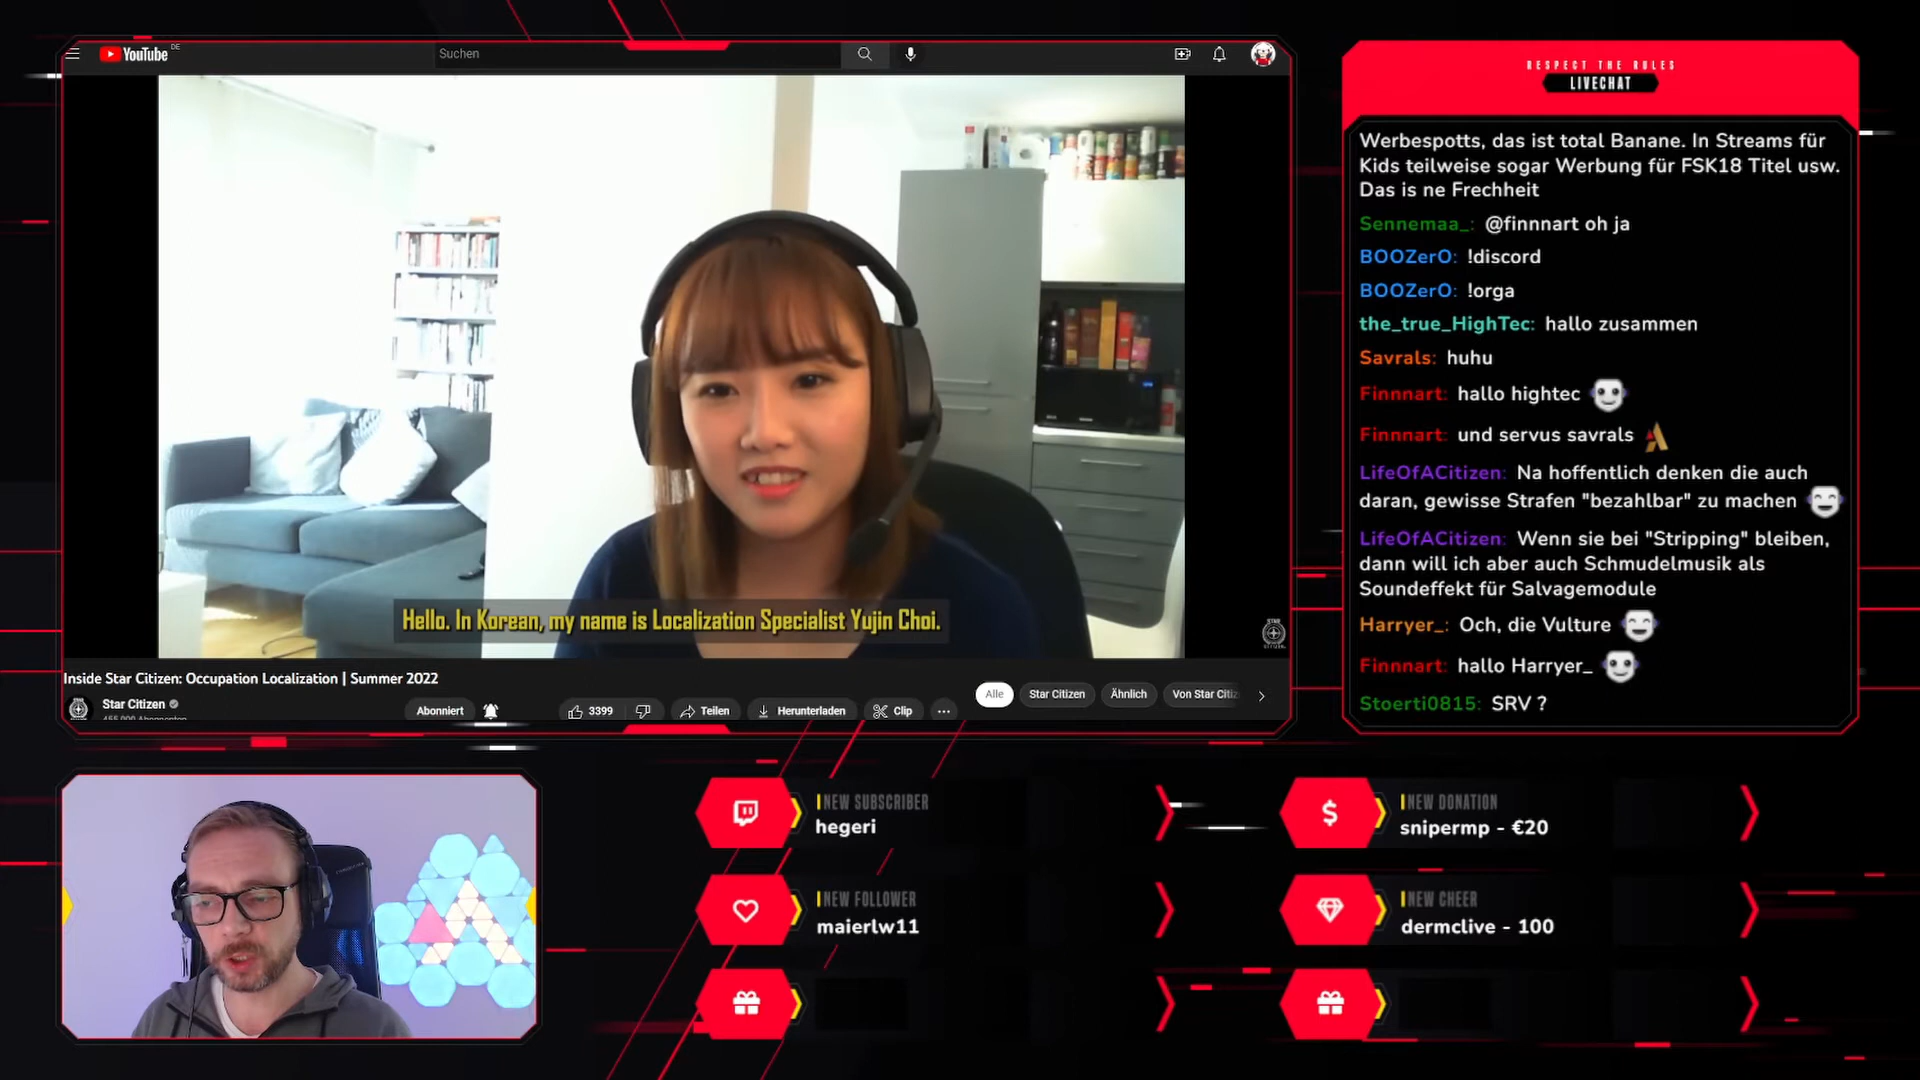 YouTube DE
Suchen
Hello. In Korean, my name is Localization Specialist Yujin Choi.
Inside Star Citizen: Occupation Localization | Summer 2022
Star Citizen
Abonniert
3399
Teilen
Herunterladen
Clip
Alle
Star Citizen
Ähnlich
Von Star Citiz
RESPECT THE RULES
LIVECHAT
Werbespotts, das ist total Banane. In Streams für
Kids teilweise sogar Werbung für FSK18 Titel usw.
Das is ne Frechheit
Sennemaa_: @finnnart oh ja
BOOZerO: !discord
BOOZerO: !orga
the_true_HighTec: hallo zusammen
Savrals: huhu
Finnnart: hallo hightec
Finnnart: und servus savrals
LifeOfACitizen: Na hoffentlich denken die auch
daran, gewisse Strafen "bezahlbar" zu machen
LifeOfACitizen: Wenn sie bei "Stripping" bleiben,
dann will ich aber auch Schmudelmusik als
Soundeffekt für Salvagemodule
Harryer_: Och, die Vulture
Finnnart: hallo Harryer_
Stoerti0815: SRV ?
NEW SUBSCRIBER
hegeri
NEW DONATION
snipermp - €20
NEW FOLLOWER
maierlw11
NEW CHEER
dermclive - 100